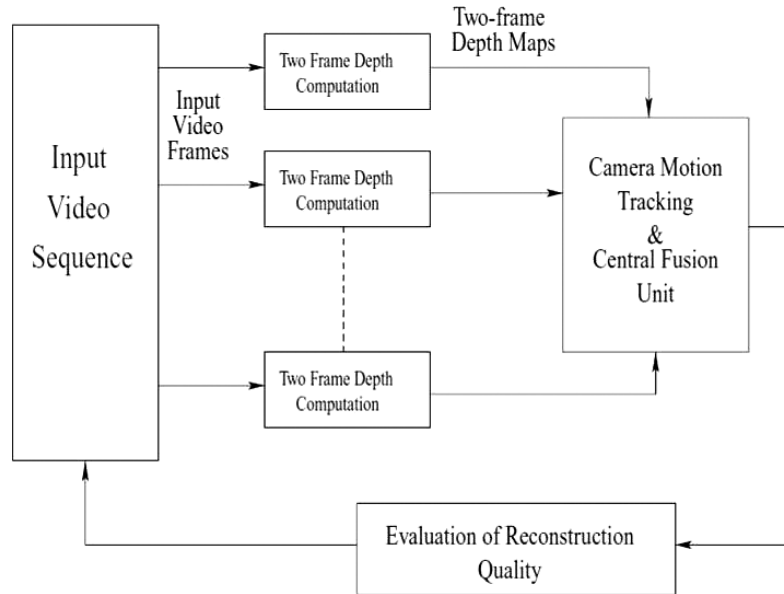 Input
Video
Sequence
Input
Video
Frames
Two Frame Depth
Computation
Two Frame Depth
Computation
Two Frame Depth
Computation
Two-frame
Depth Maps
Camera Motion
Tracking
&
Central Fusion
Unit
Evaluation of Reconstruction
Quality